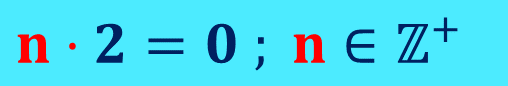 n · 2 = 0 ; n ∈ ℤ⁺